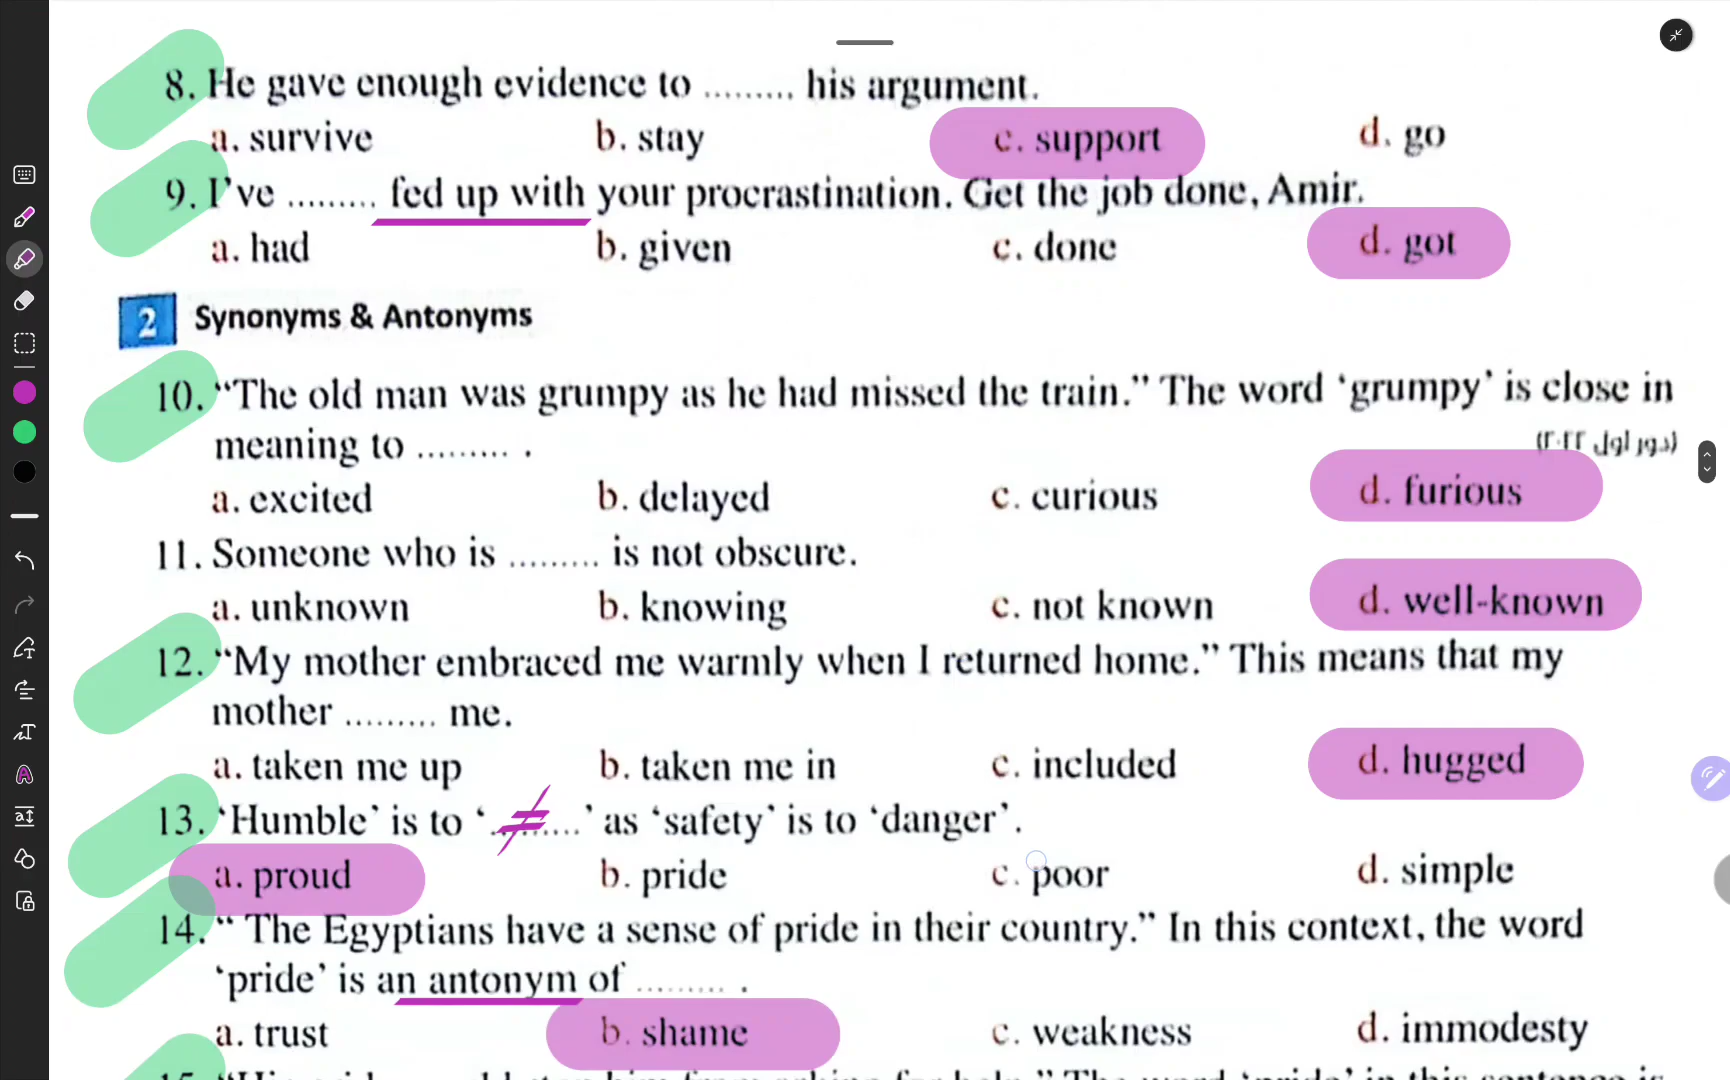 8. He gave enough evidence to ......... his argument.
a. survive b. stay c. support d. go
9. I've ......... fed up with your procrastination. Get the job done, Amir.
a. had b. given c. done d. got
2 Synonyms & Antonyms
10. “The old man was grumpy as he had missed the train.” The word ‘grumpy’ is close in
meaning to ......... .
(دور اول ٢٠٢٢)
a. excited b. delayed c. curious d. furious
11. Someone who is ......... is not obscure.
a. unknown b. knowing c. not known d. well-known
12. “My mother embraced me warmly when I returned home.” This means that my
mother ......... me.
a. taken me up b. taken me in c. included d. hugged
13. ‘Humble’ is to ‘.≠.....’ as ‘safety’ is to ‘danger’.
a. proud b. pride c. poor d. simple
14. “ The Egyptians have a sense of pride in their country.” In this context, the word
‘pride’ is an antonym of ......... .
a. trust b. shame c. weakness d. immodesty